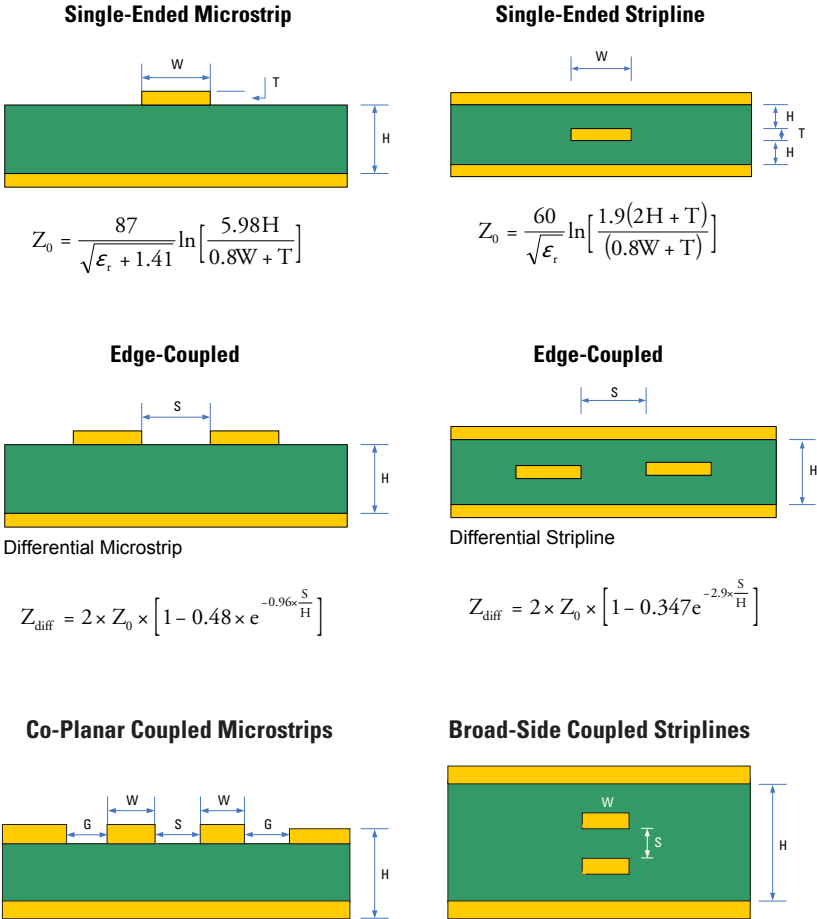 Single-Ended Microstrip
W
T
H
Z₀ = 87 / √(εᵣ + 1.41) ln[5.98H / 0.8W + T]
Single-Ended Stripline
W
H
T
H
Z₀ = 60 / √εᵣ ln[1.9(2H + T) / (0.8W + T)]
Edge-Coupled
S
H
Differential Microstrip
Z_diff = 2 × Z₀ × [1 – 0.48 × e^(-0.96×S/H)]
Edge-Coupled
S
H
Differential Stripline
Z_diff = 2 × Z₀ × [1 – 0.347e^(-2.9×S/H)]
Co-Planar Coupled Microstrips
W W
G S G
H
Broad-Side Coupled Striplines
W
S
H